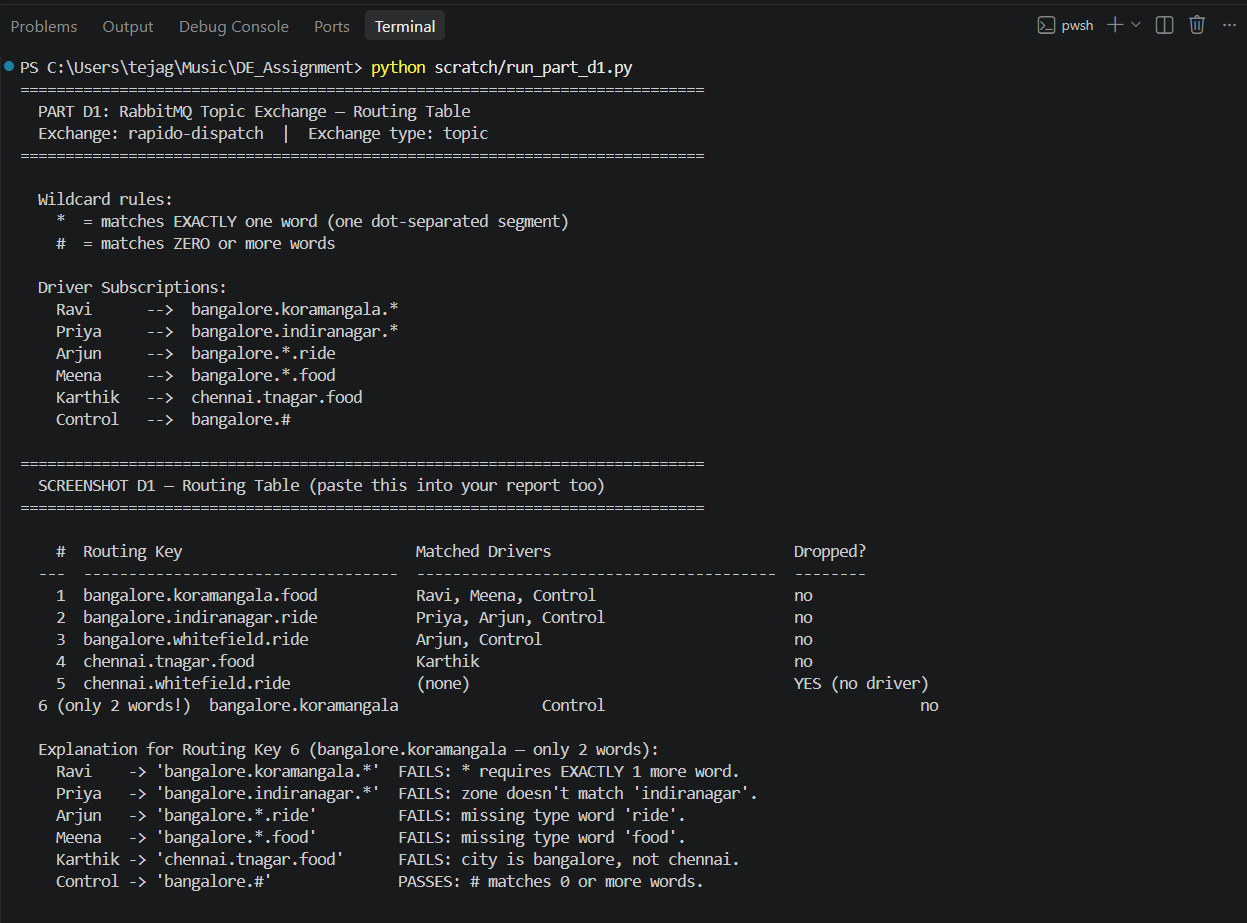 Problems Output Debug Console Ports Terminal pwsh
PS C:\Users\tejag\Music\DE_Assignment> python scratch/run_part_d1.py
============================================================================
PART D1: RabbitMQ Topic Exchange — Routing Table
Exchange: rapido-dispatch | Exchange type: topic
============================================================================
Wildcard rules:
* = matches EXACTLY one word (one dot-separated segment)
# = matches ZERO or more words
Driver Subscriptions:
Ravi --> bangalore.koramangala.*
Priya --> bangalore.indiranagar.*
Arjun --> bangalore.*.ride
Meena --> bangalore.*.food
Karthik --> chennai.tnagar.food
Control --> bangalore.#
============================================================================
SCREENSHOT D1 — Routing Table (paste this into your report too)
============================================================================
# Routing Key Matched Drivers Dropped?
--- ----------------------------------- ---------------------------------------- --------
1 bangalore.koramangala.food Ravi, Meena, Control no
2 bangalore.indiranagar.ride Priya, Arjun, Control no
3 bangalore.whitefield.ride Arjun, Control no
4 chennai.tnagar.food Karthik no
5 chennai.whitefield.ride (none) YES (no driver)
6 (only 2 words!) bangalore.koramangala Control no
Explanation for Routing Key 6 (bangalore.koramangala — only 2 words):
Ravi -> 'bangalore.koramangala.*' FAILS: * requires EXACTLY 1 more word.
Priya -> 'bangalore.indiranagar.*' FAILS: zone doesn't match 'indiranagar'.
Arjun -> 'bangalore.*.ride' FAILS: missing type word 'ride'.
Meena -> 'bangalore.*.food' FAILS: missing type word 'food'.
Karthik -> 'chennai.tnagar.food' FAILS: city is bangalore, not chennai.
Control -> 'bangalore.#' PASSES: # matches 0 or more words.